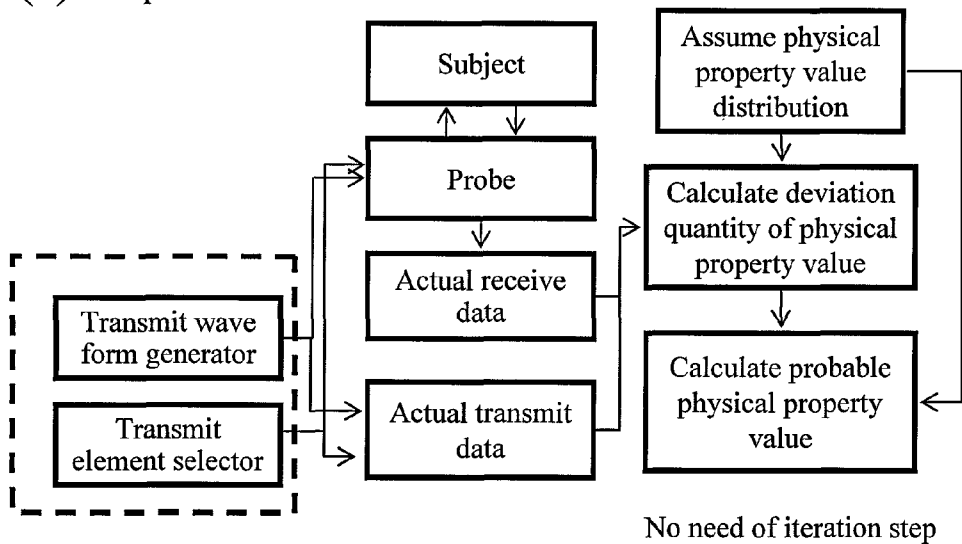 Subject
Probe
Actual receive
data
Actual transmit
data
Transmit wave
form generator
Transmit
element selector
Assume physical
property value
distribution
Calculate deviation
quantity of physical
property value
Calculate probable
physical property
value
No need of iteration step